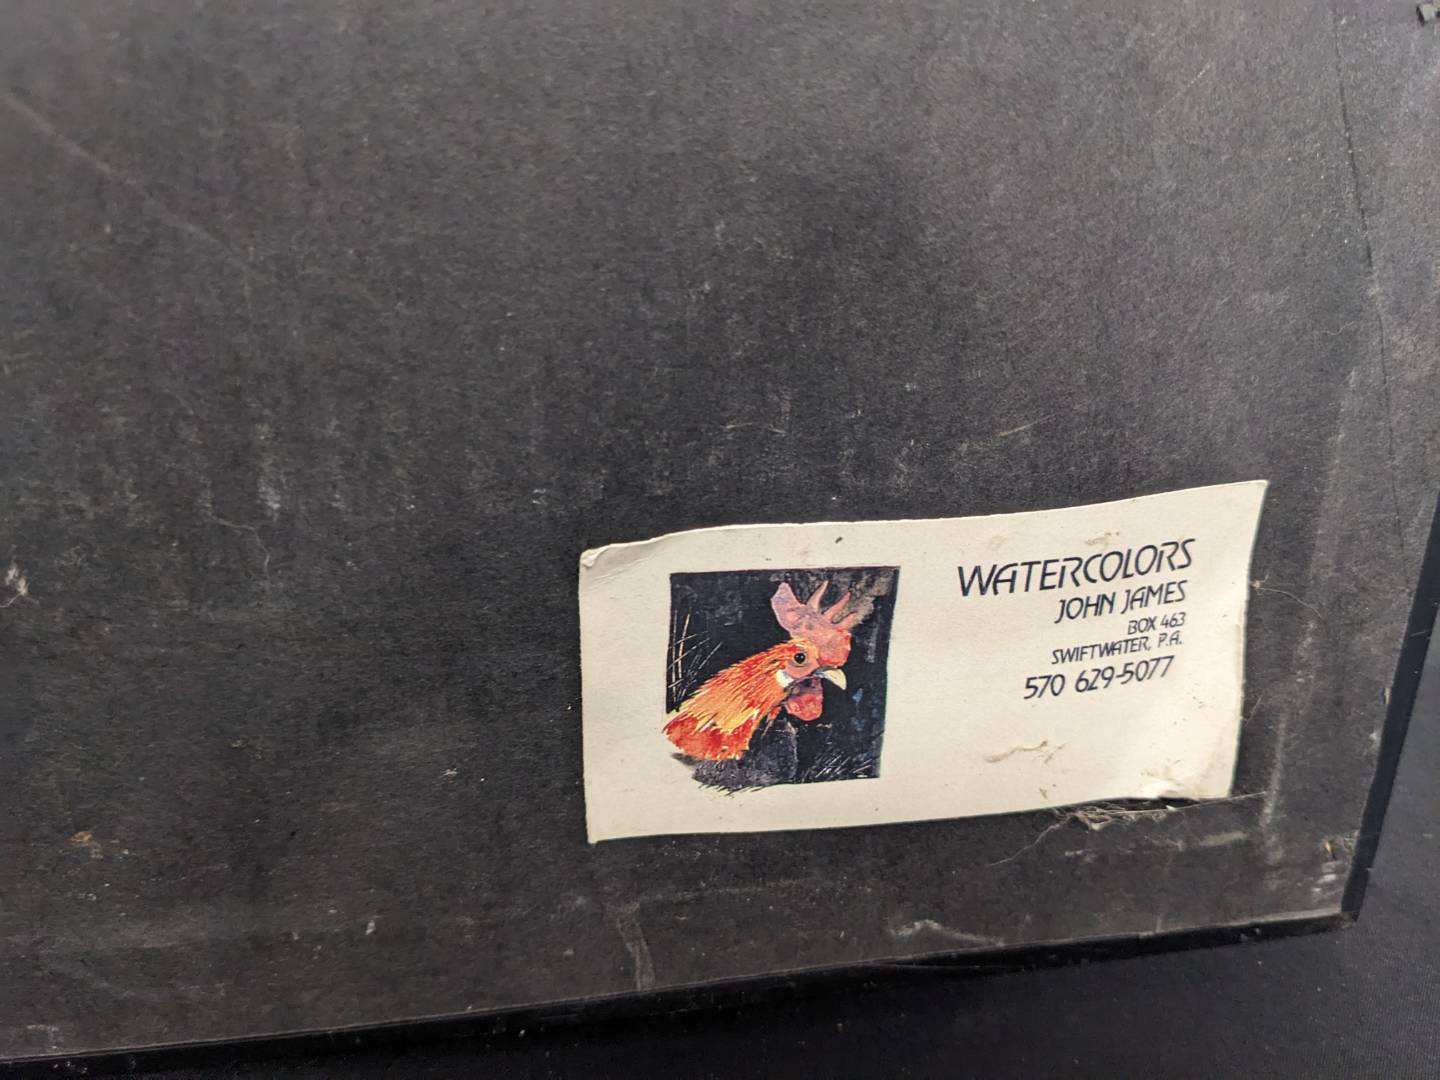 WATERCOLORS
JOHN JAMES
BOX 463
SWIFTWATER, P.A.
570 629-5077